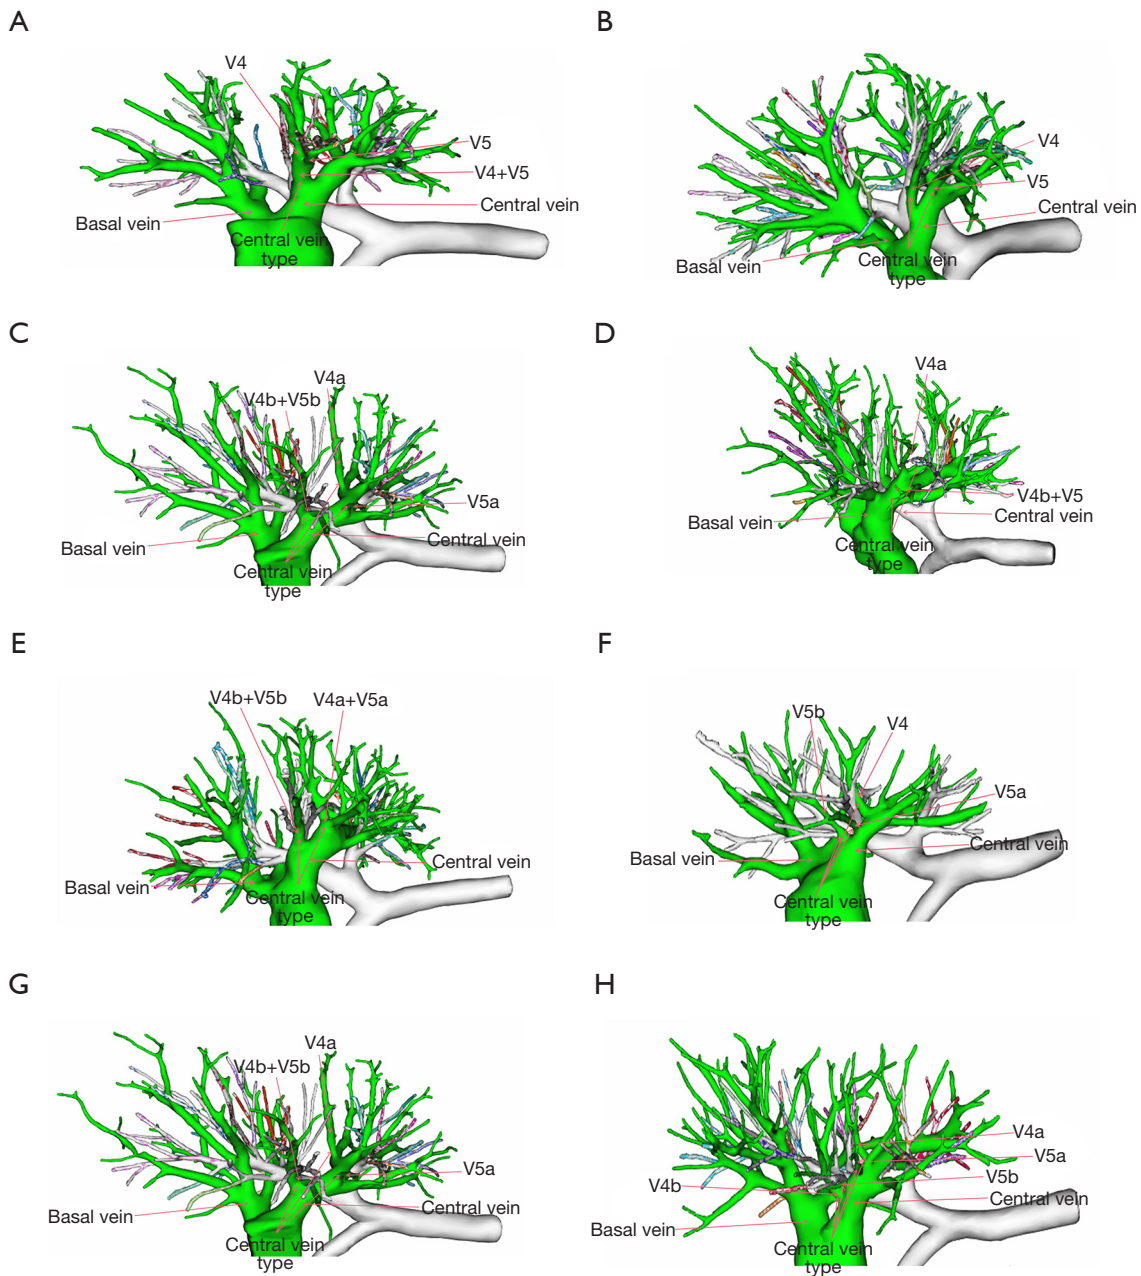 A
V4
V5
V4+V5
Central vein
Basal vein
Central vein
type
B
V4
V5
Central vein
Basal vein
Central vein
type
C
V4a
V4b+V5b
V5a
Central vein
Basal vein
Central vein
type
D
V4a
V4b+V5
Central vein
Basal vein
Central vein
type
E
V4b+V5b
V4a+V5a
Central vein
Basal vein
Central vein
type
F
V5b
V4
V5a
Central vein
Basal vein
Central vein
type
G
V4a
V4b+V5b
V5a
Central vein
Basal vein
Central vein
type
H
V4a
V5a
V5b
V4b
Central vein
Basal vein
Central vein
type